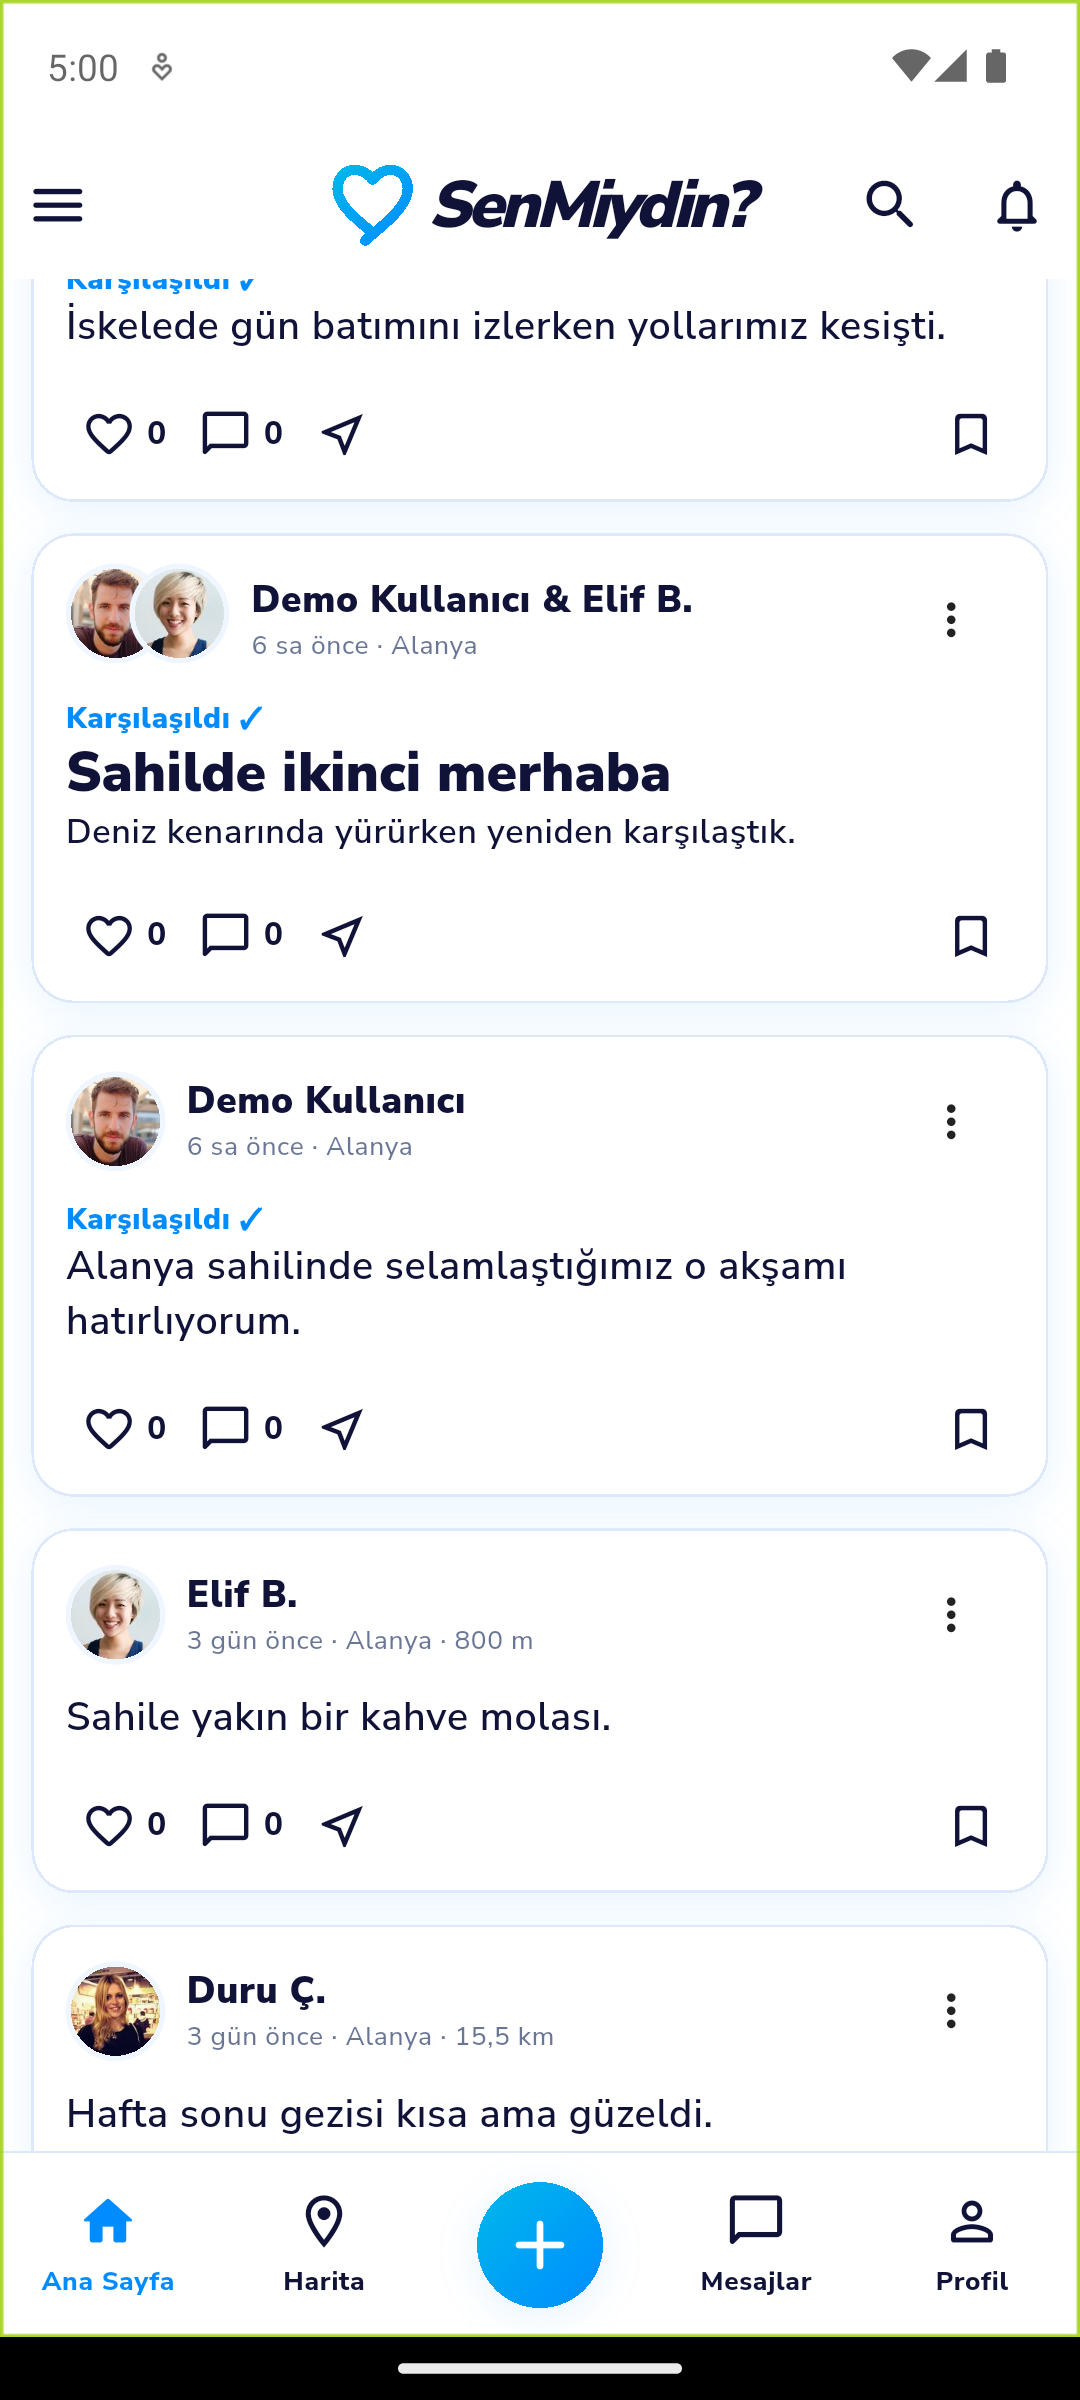 5:00
SenMiydin?
Karşılaşıldı ✓
İskelede gün batımını izlerken yollarımız kesişti.
0 0
Demo Kullanıcı & Elif B.
6 sa önce · Alanya
Karşılaşıldı ✓
Sahilde ikinci merhaba
Deniz kenarında yürürken yeniden karşılaştık.
0 0
Demo Kullanıcı
6 sa önce · Alanya
Karşılaşıldı ✓
Alanya sahilinde selamlaştığımız o akşamı
hatırlıyorum.
0 0
Elif B.
3 gün önce · Alanya · 800 m
Sahile yakın bir kahve molası.
0 0
Duru Ç.
3 gün önce · Alanya · 15,5 km
Hafta sonu gezisi kısa ama güzeldi.
Ana Sayfa Harita Mesajlar Profil